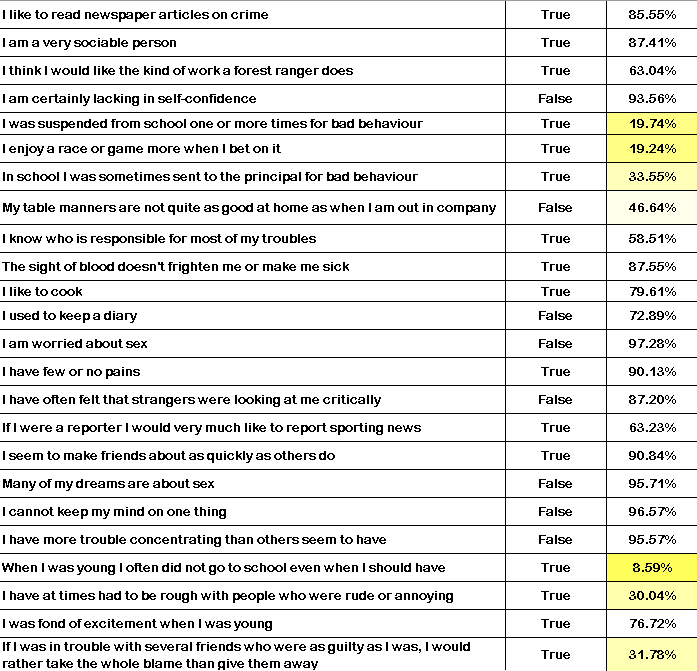 I like to read newspaper articles on crime True 85.55%
I am a very sociable person True 87.41%
I think I would like the kind of work a forest ranger does True 63.04%
I am certainly lacking in self-confidence False 93.56%
I was suspended from school one or more times for bad behaviour True 19.74%
I enjoy a race or game more when I bet on it True 19.24%
In school I was sometimes sent to the principal for bad behaviour True 33.55%
My table manners are not quite as good at home as when I am out in company False 46.64%
I know who is responsible for most of my troubles True 58.51%
The sight of blood doesn't frighten me or make me sick True 87.55%
I like to cook True 79.61%
I used to keep a diary False 72.89%
I am worried about sex False 97.28%
I have few or no pains True 90.13%
I have often felt that strangers were looking at me critically False 87.20%
If I were a reporter I would very much like to report sporting news True 63.23%
I seem to make friends about as quickly as others do True 90.84%
Many of my dreams are about sex False 95.71%
I cannot keep my mind on one thing False 96.57%
I have more trouble concentrating than others seem to have False 95.57%
When I was young I often did not go to school even when I should have True 8.59%
I have at times had to be rough with people who were rude or annoying True 30.04%
I was fond of excitement when I was young True 76.72%
If I was in trouble with several friends who were as guilty as I was, I would
rather take the whole blame than give them away True 31.78%